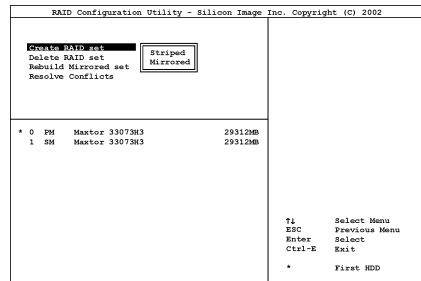 RAID Configuration Utility - Silicon Image Inc. Copyright (C) 2002
Create RAID set
Delete RAID set
Rebuild Mirrored set
Resolve Conflicts
Striped
Mirrored
* 0 PM Maxtor 33073H3 29312MB
1 SM Maxtor 33073H3 29312MB
↑↓ Select Menu
ESC Previous Menu
Enter Select
Ctrl-E Exit
* First HDD